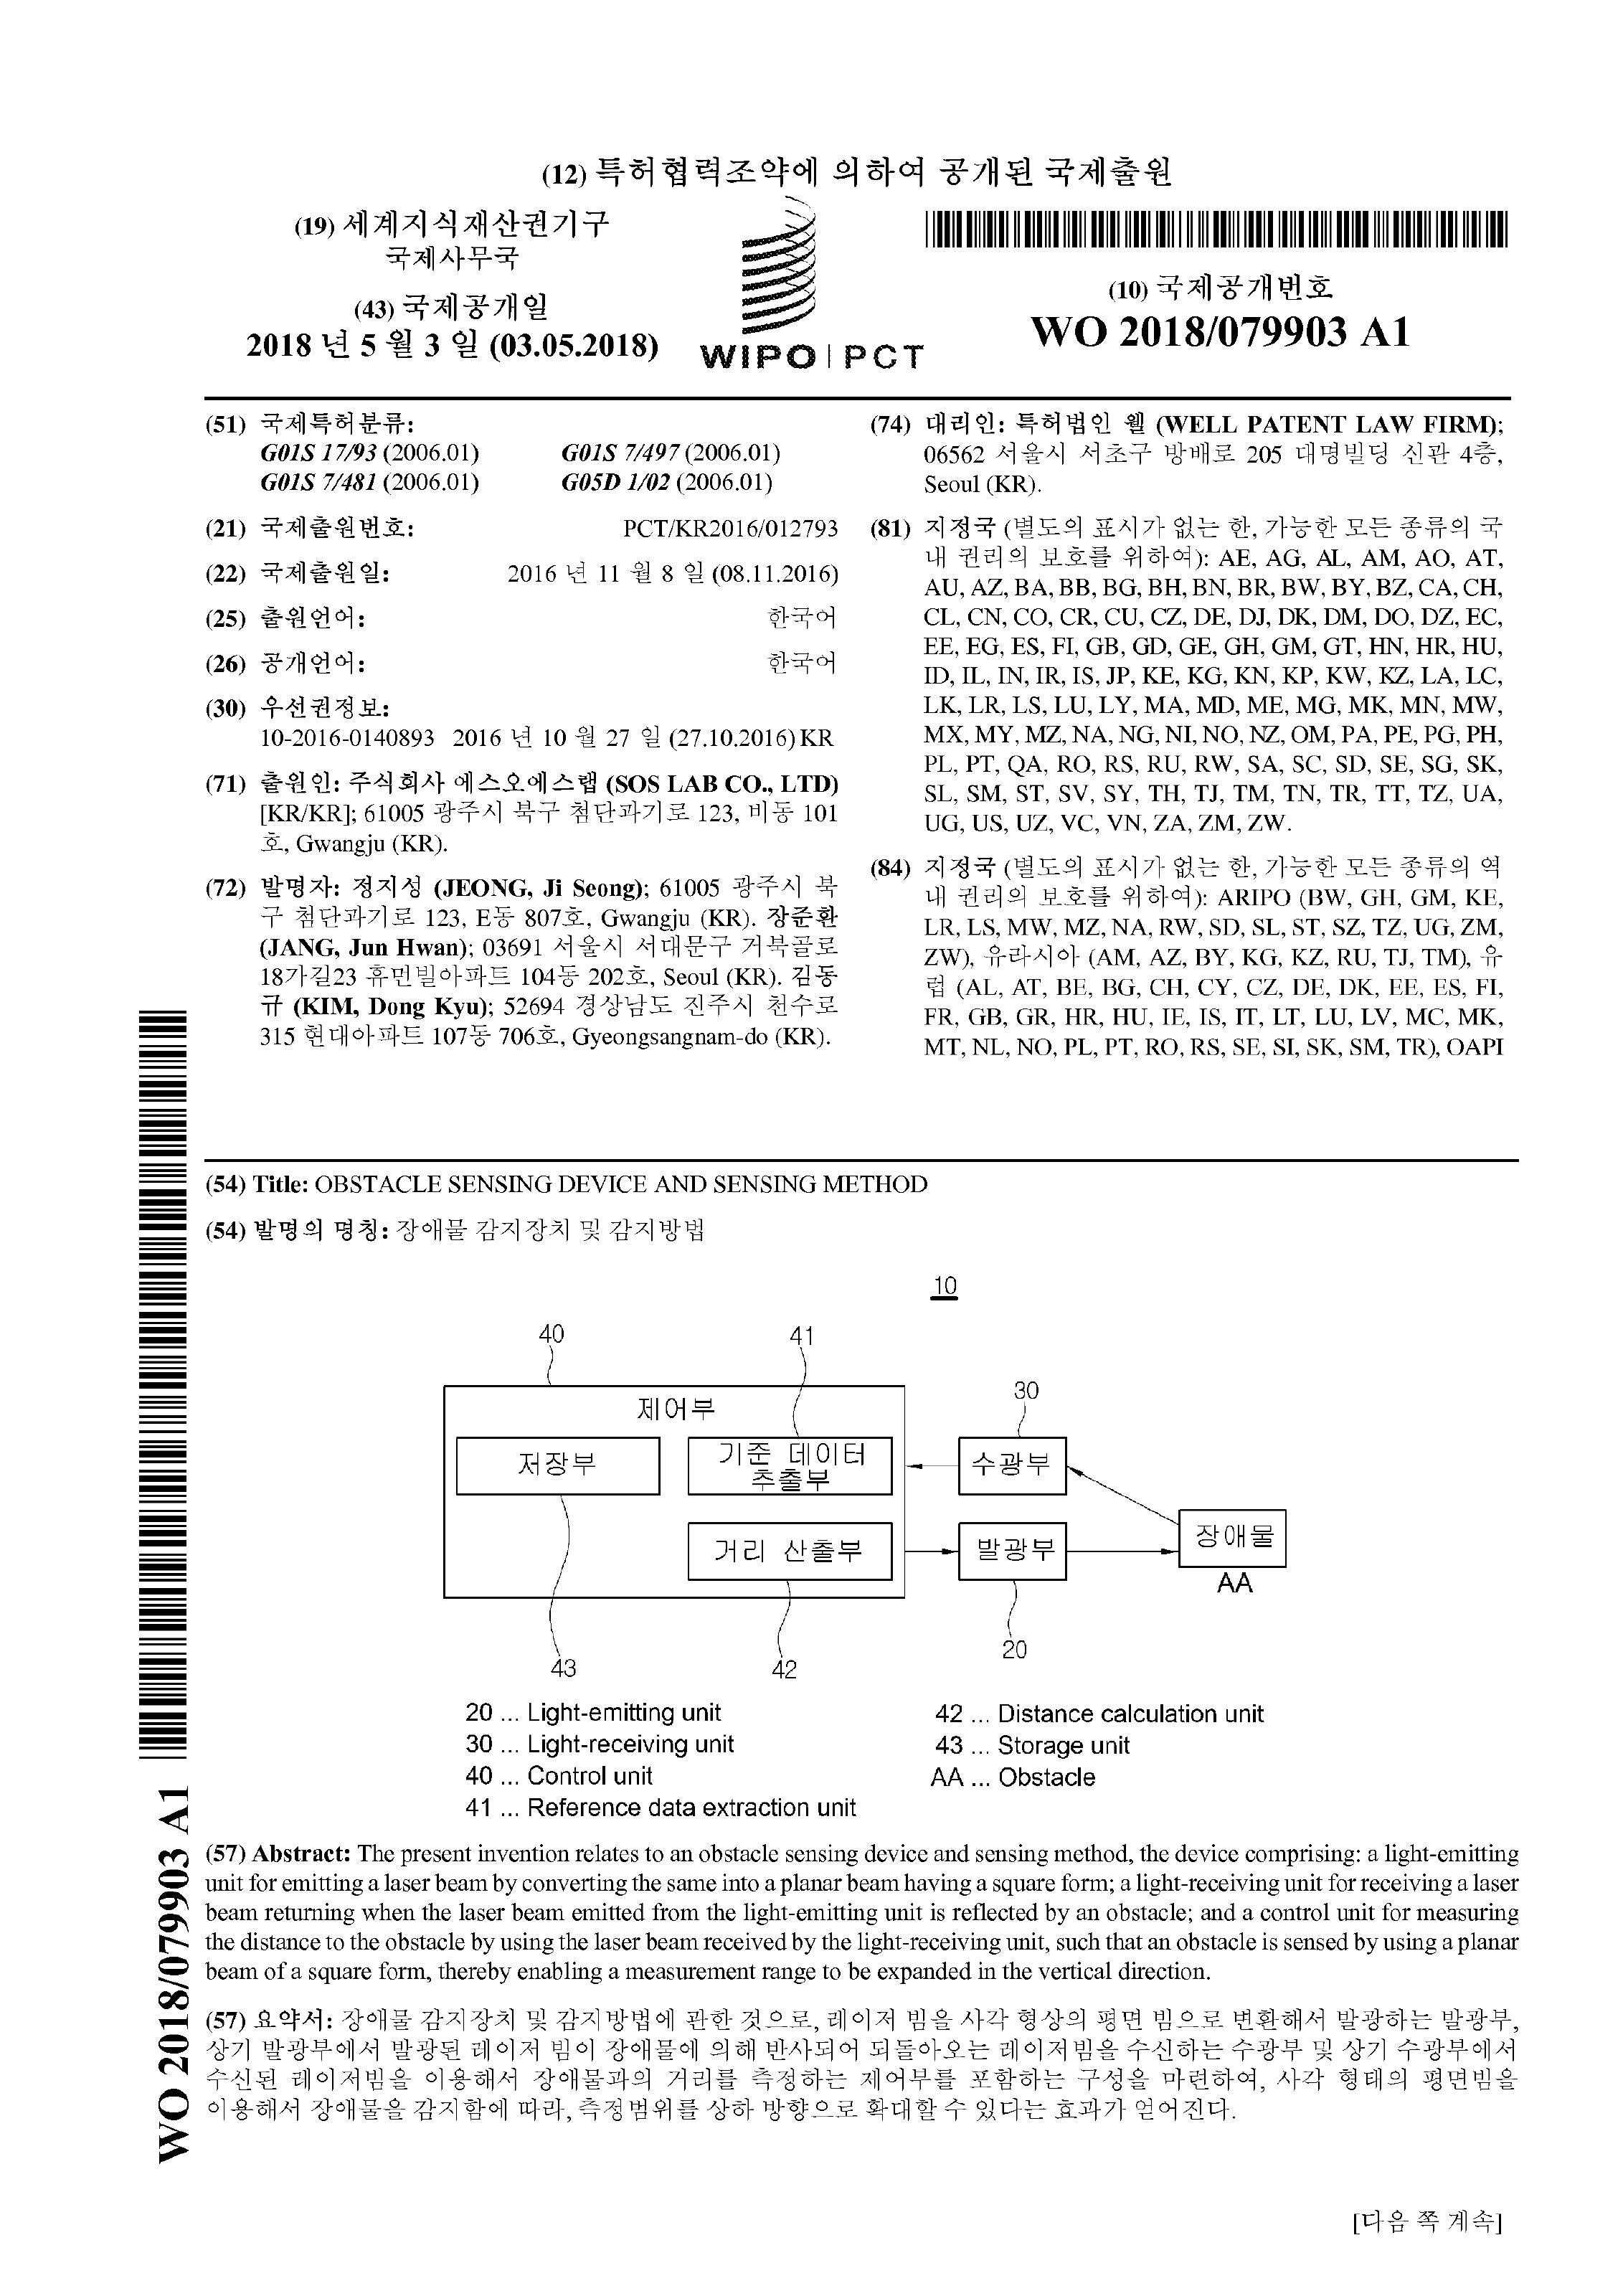 (12) 특허협력조약에 의하여 공개된 국제출원
(19) 세계지식재산권기구
국제사무국
(43) 국제공개일
2018 년 5 월 3 일 (03.05.2018)
WIPO | PCT
(10) 국제공개번호
WO 2018/079903 A1
(51) 국제특허분류:
G01S 17/93 (2006.01) G01S 7/497 (2006.01)
G01S 7/481 (2006.01) G05D 1/02 (2006.01)
(21) 국제출원번호: PCT/KR2016/012793
(22) 국제출원일: 2016 년 11 월 8 일 (08.11.2016)
(25) 출원언어: 한국어
(26) 공개언어: 한국어
(30) 우선권정보:
10-2016-0140893 2016 년 10 월 27 일 (27.10.2016) KR
(71) 출원인: 주식회사 에스오에스랩 (SOS LAB CO., LTD)
[KR/KR]; 61005 광주시 북구 첨단과기로 123, 비동 101
호, Gwangju (KR).
(72) 발명자: 정지성 (JEONG, Ji Seong); 61005 광주시 북
구 첨단과기로 123, E동 807호, Gwangju (KR). 장준환
(JANG, Jun Hwan); 03691 서울시 서대문구 거북골로
18가길23 휴먼빌아파트 104동 202호, Seoul (KR). 김동
규 (KIM, Dong Kyu); 52694 경상남도 진주시 천수로
315 현대아파트 107동 706호, Gyeongsangnam-do (KR).
(74) 대리인: 특허법인 웰 (WELL PATENT LAW FIRM);
06562 서울시 서초구 방배로 205 대명빌딩 신관 4층,
Seoul (KR).
(81) 지정국 (별도의 표시가 없는 한, 가능한 모든 종류의 국
내 권리의 보호를 위하여): AE, AG, AL, AM, AO, AT,
AU, AZ, BA, BB, BG, BH, BN, BR, BW, BY, BZ, CA, CH,
CL, CN, CO, CR, CU, CZ, DE, DJ, DK, DM, DO, DZ, EC,
EE, EG, ES, FI, GB, GD, GE, GH, GM, GT, HN, HR, HU,
ID, IL, IN, IR, IS, JP, KE, KG, KN, KP, KW, KZ, LA, LC,
LK, LR, LS, LU, LY, MA, MD, ME, MG, MK, MN, MW,
MX, MY, MZ, NA, NG, NI, NO, NZ, OM, PA, PE, PG, PH,
PL, PT, QA, RO, RS, RU, RW, SA, SC, SD, SE, SG, SK,
SL, SM, ST, SV, SY, TH, TJ, TM, TN, TR, TT, TZ, UA,
UG, US, UZ, VC, VN, ZA, ZM, ZW.
(84) 지정국 (별도의 표시가 없는 한, 가능한 모든 종류의 역
내 권리의 보호를 위하여): ARIPO (BW, GH, GM, KE,
LR, LS, MW, MZ, NA, RW, SD, SL, ST, SZ, TZ, UG, ZM,
ZW), 유라시아 (AM, AZ, BY, KG, KZ, RU, TJ, TM), 유
럽 (AL, AT, BE, BG, CH, CY, CZ, DE, DK, EE, ES, FI,
FR, GB, GR, HR, HU, IE, IS, IT, LT, LU, LV, MC, MK,
MT, NL, NO, PL, PT, RO, RS, SE, SI, SK, SM, TR), OAPI
(54) Title: OBSTACLE SENSING DEVICE AND SENSING METHOD
(54) 발명의 명칭: 장애물 감지장치 및 감지방법
10
40
41
30
제어부
저장부
기준 데이터
추출부
수광부
거리 산출부
발광부
장애물
AA
20
43
42
20 ... Light-emitting unit
30 ... Light-receiving unit
40 ... Control unit
41 ... Reference data extraction unit
42 ... Distance calculation unit
43 ... Storage unit
AA ... Obstacle
(57) Abstract: The present invention relates to an obstacle sensing device and sensing method, the device comprising: a light-emitting
unit for emitting a laser beam by converting the same into a planar beam having a square form; a light-receiving unit for receiving a laser
beam returning when the laser beam emitted from the light-emitting unit is reflected by an obstacle; and a control unit for measuring
the distance to the obstacle by using the laser beam received by the light-receiving unit, such that an obstacle is sensed by using a planar
beam of a square form, thereby enabling a measurement range to be expanded in the vertical direction.
(57) 요약서: 장애물 감지장치 및 감지방법에 관한 것으로, 레이저 빔을 사각 형상의 평면 빔으로 변환해서 발광하는 발광부,
상기 발광부에서 발광된 레이저 빔이 장애물에 의해 반사되어 되돌아오는 레이저빔을 수신하는 수광부 및 상기 수광부에서
수신된 레이저빔을 이용해서 장애물과의 거리를 측정하는 제어부를 포함하는 구성을 마련하여, 사각 형태의 평면빔을
이용해서 장애물을 감지함에 따라, 측정범위를 상하 방향으로 확대할 수 있다는 효과가 얻어진다.
WO 2018/079903 A1
[다음 쪽 계속]